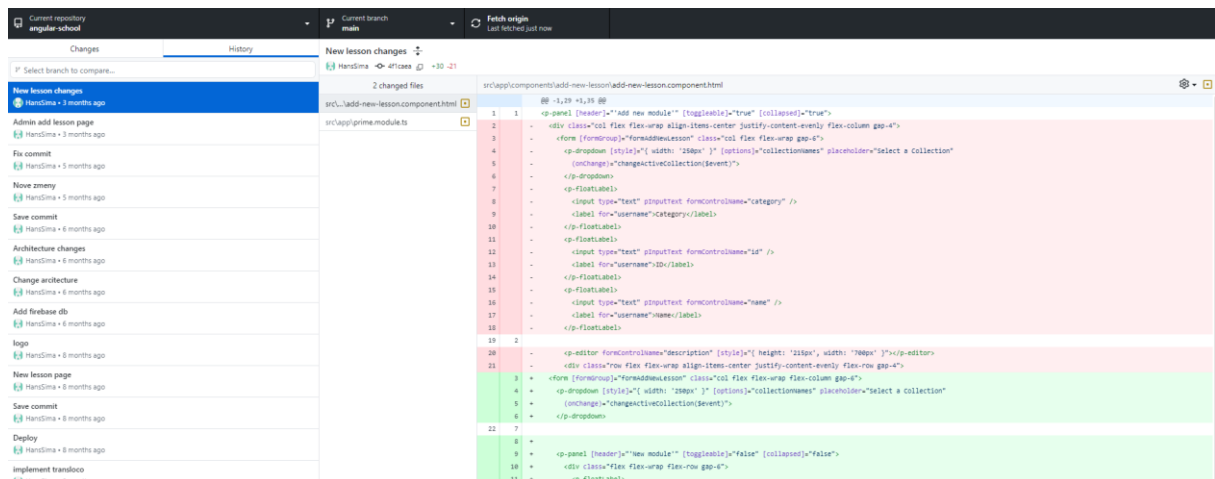 Current repository
angular-school
Current branch
main
Fetch origin
Last fetched just now
Changes
History
Select branch to compare...
New lesson changes
HansSima • 3 months ago
Admin add lesson page
HansSima • 3 months ago
Fix commit
HansSima • 5 months ago
Nove zmeny
HansSima • 5 months ago
Save commit
HansSima • 6 months ago
Architecture changes
HansSima • 6 months ago
Change arcitecture
HansSima • 6 months ago
Add firebase db
HansSima • 6 months ago
logo
HansSima • 8 months ago
New lesson page
HansSima • 8 months ago
Save commit
HansSima • 8 months ago
Deploy
HansSima • 8 months ago
implement transloco
New lesson changes
HansSima 4f1caea +30 -21
2 changed files
src\...\add-new-lesson.component.html
src\app\prime.module.ts
src\app\components\add-new-lesson\add-new-lesson.component.html
@@ -1,29 +1,35 @@
1 1 <p-panel [header]="'Add new module'" [toggleable]="true" [collapsed]="true">
2 - <div class="col flex flex-wrap align-items-center justify-content-evenly flex-column gap-4">
3 - <form [formGroup]="formAddNewLesson" class="col flex flex-wrap gap-6">
4 - <p-dropdown [style]="{ width: '250px' }" [options]="collectionNames" placeholder="Select a Collection"
5 - (onChange)="changeActiveCollection($event)">
6 - </p-dropdown>
7 - <p-floatLabel>
8 - <input type="text" pInputText formControlName="category" />
9 - <label for="username">Category</label>
10 - </p-floatLabel>
11 - <p-floatLabel>
12 - <input type="text" pInputText formControlName="id" />
13 - <label for="username">ID</label>
14 - </p-floatLabel>
15 - <p-floatLabel>
16 - <input type="text" pInputText formControlName="name" />
17 - <label for="username">Name</label>
18 - </p-floatLabel>
19 2
20 - <p-editor formControlName="description" [style]="{ height: '215px', width: '700px' }"></p-editor>
21 - <div class="row flex flex-wrap align-items-center justify-content-evenly flex-row gap-4">
3 + <form [formGroup]="formAddNewLesson" class="col flex flex-wrap flex-column gap-6">
4 + <p-dropdown [style]="{ width: '250px' }" [options]="collectionNames" placeholder="Select a Collection"
5 + (onChange)="changeActiveCollection($event)">
6 + </p-dropdown>
22 7
8 +
9 + <p-panel [header]="'New module'" [toggleable]="false" [collapsed]="false">
10 + <div class="flex flex-wrap flex-row gap-6">
11 + <p-floatLabel>